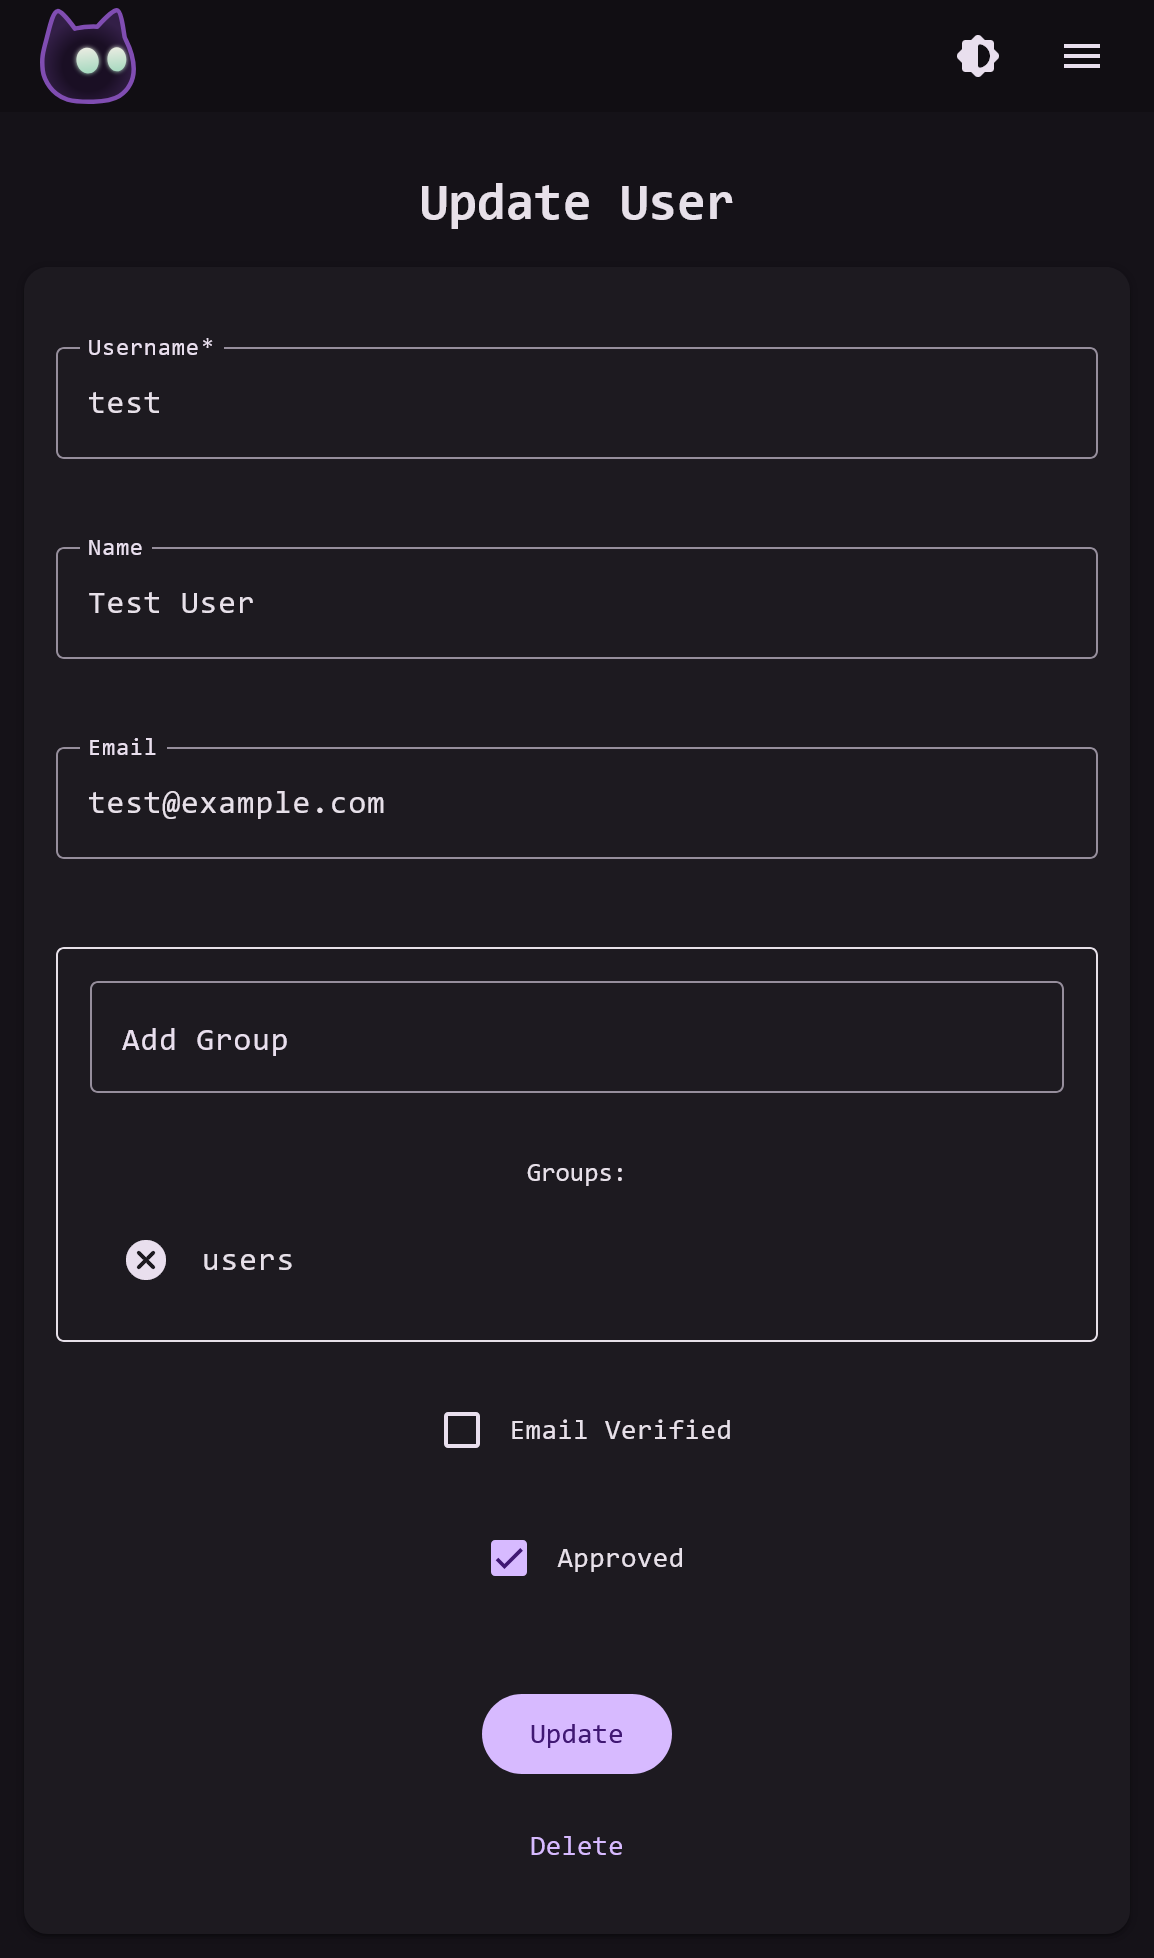 Update User
Username*
test
Name
Test User
Email
test@example.com
Add Group
Groups:
users
Email Verified
Approved
Update
Delete